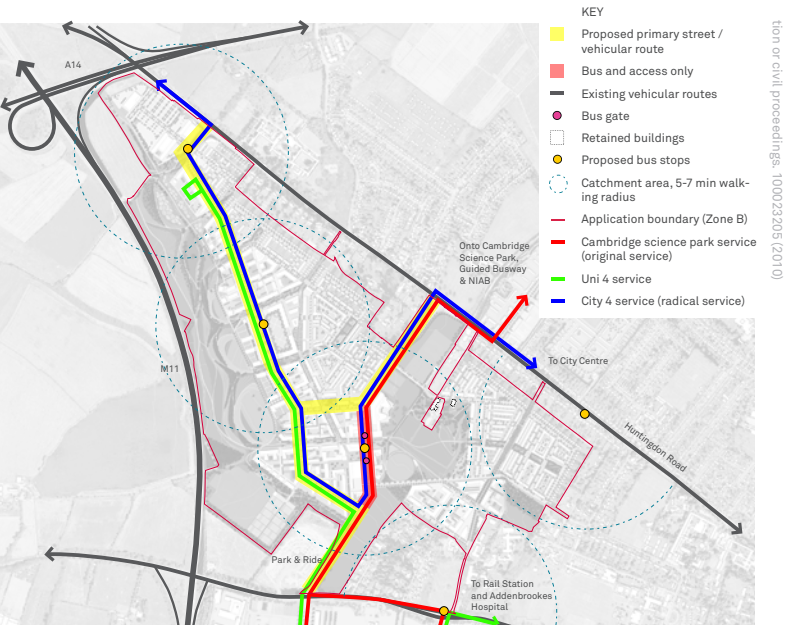 KEY
Proposed primary street /
vehicular route
Bus and access only
Existing vehicular routes
Bus gate
Retained buildings
Proposed bus stops
Catchment area, 5-7 min walk-
ing radius
Application boundary (Zone B)
Cambridge science park service
(original service)
Uni 4 service
City 4 service (radical service)
tion or civil proceedings. 100023205 (2010)
A14
Onto Cambridge
Science Park,
Guided Busway
& NIAB
M11
To City Centre
Huntingdon Road
Park & Ride
To Rail Station
and Addenbrookes
Hospital